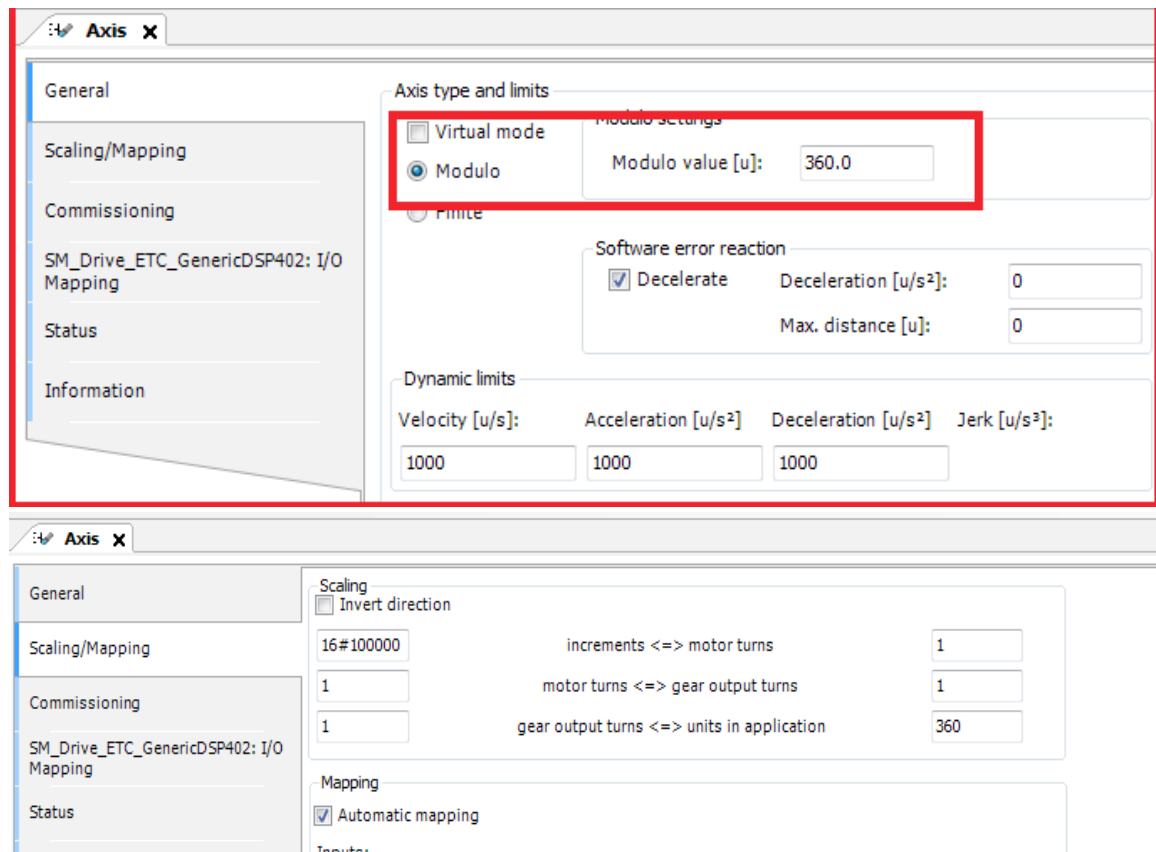 Axis x
General
Axis type and limits
Virtual mode
Modulo settings
Scaling/Mapping
Modulo
Modulo value [u]: 360.0
Commissioning
Finite
SM_Drive_ETC_GenericDSP402: I/O
Mapping
Software error reaction
Decelerate Deceleration [u/s²]: 0
Status
Max. distance [u]: 0
Information
Dynamic limits
Velocity [u/s]: Acceleration [u/s²] Deceleration [u/s²] Jerk [u/s³]:
1000 1000 1000
Axis x
General
Scaling
Invert direction
Scaling/Mapping
16#100000 increments <=> motor turns 1
1 motor turns <=> gear output turns 1
Commissioning
1 gear output turns <=> units in application 360
SM_Drive_ETC_GenericDSP402: I/O
Mapping
Mapping
Status
Automatic mapping
Inputs: